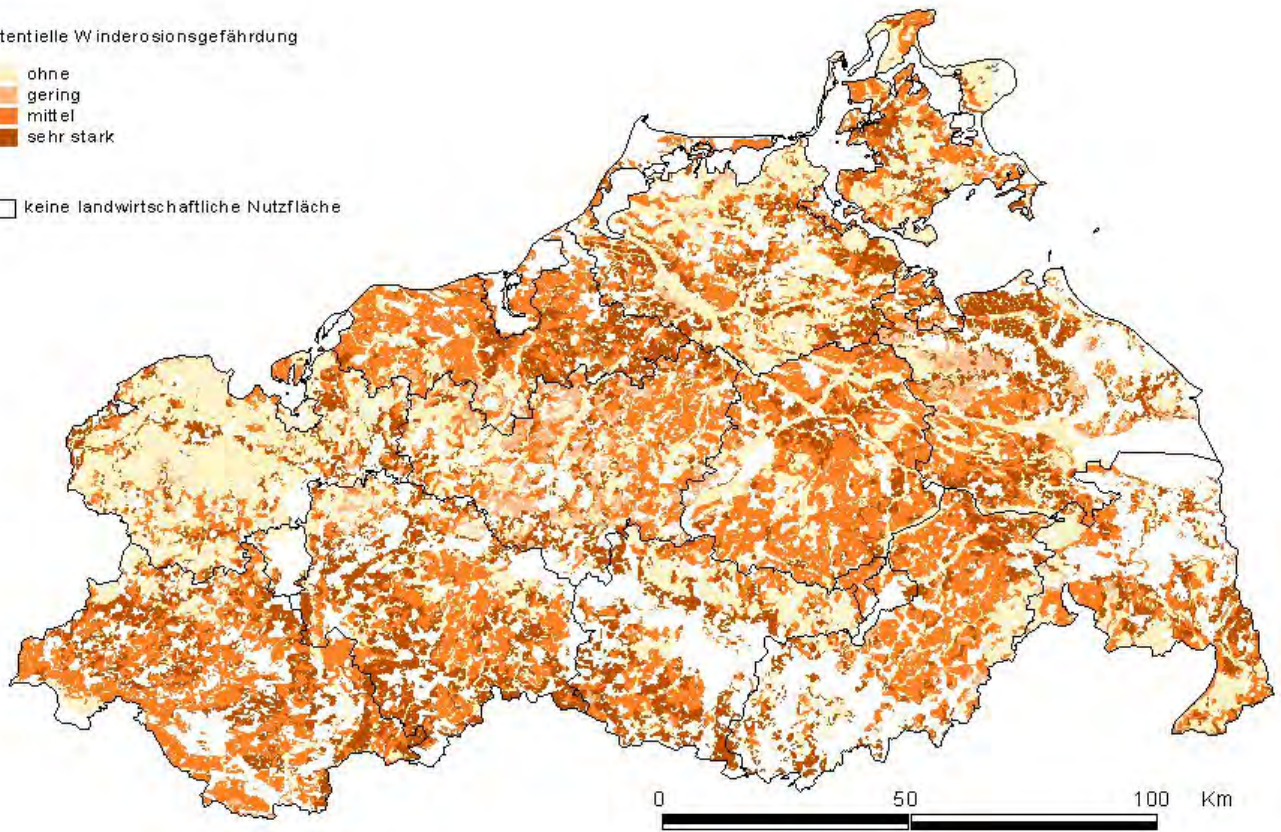 tentielle Winderosionsgefährdung
ohne
gering
mittel
sehr stark
keine landwirtschaftliche Nutzfläche
0 50 100 Km